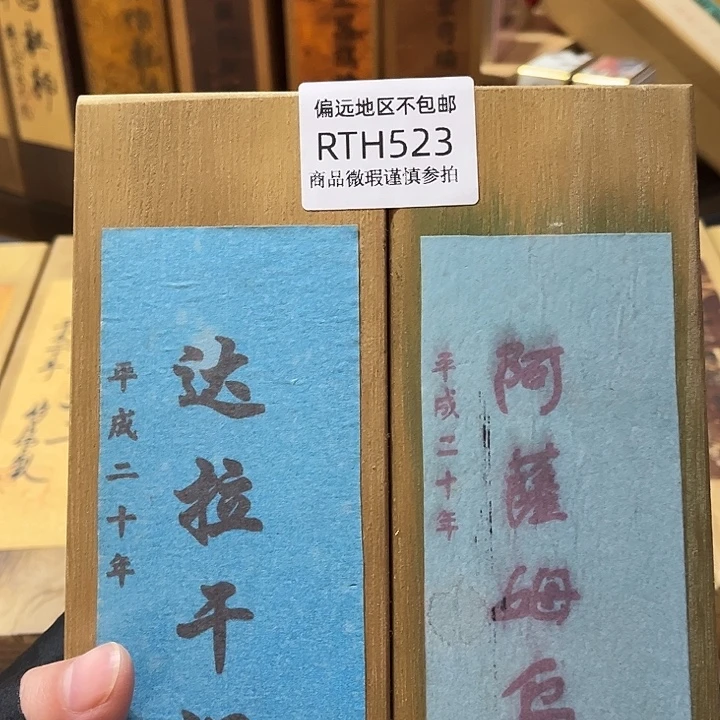 偏远地区不包邮
RTH523
商品微瑕谨慎参拍
达拉干
平成二十年
阿薩姆
平成二十年